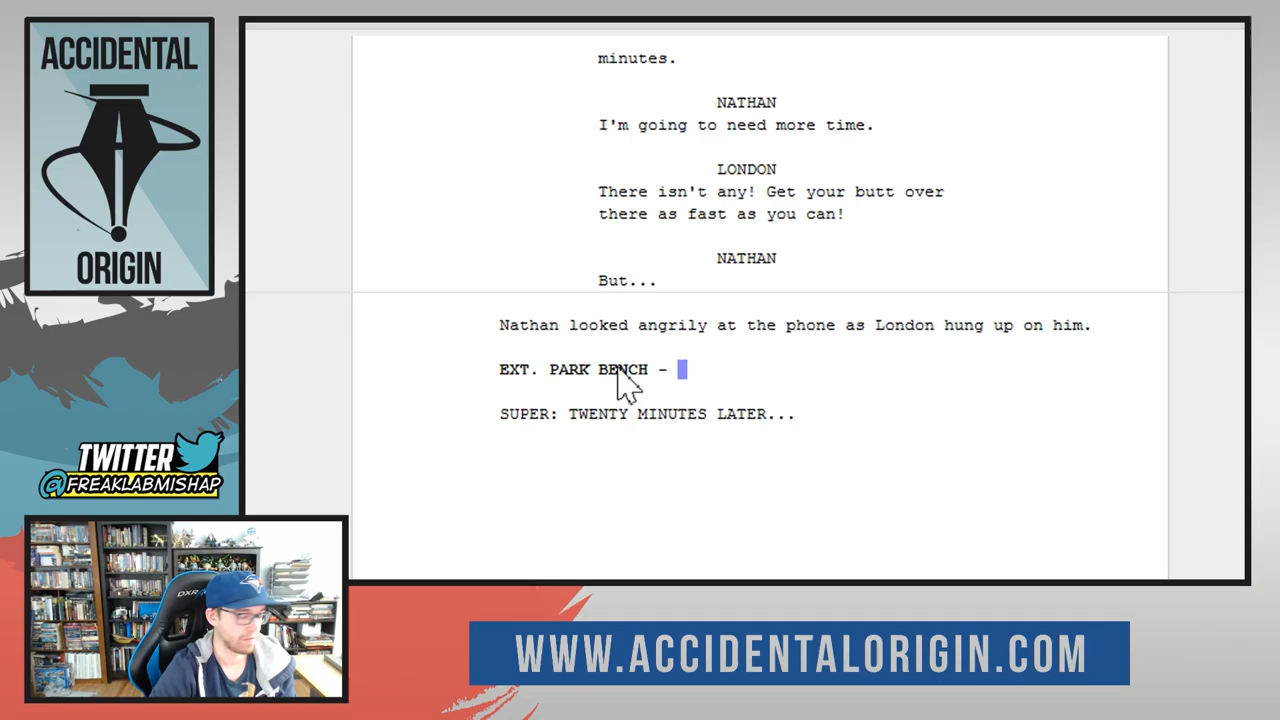 ACCIDENTAL
ORIGIN
minutes.
NATHAN
I'm going to need more time.
LONDON
There isn't any! Get your butt over
there as fast as you can!
NATHAN
But...
Nathan looked angrily at the phone as London hung up on him.
EXT. PARK BENCH -
SUPER: TWENTY MINUTES LATER...
TWITTER
@FREAKLABMISHAP
DXR
WWW.ACCIDENTALORIGIN.COM